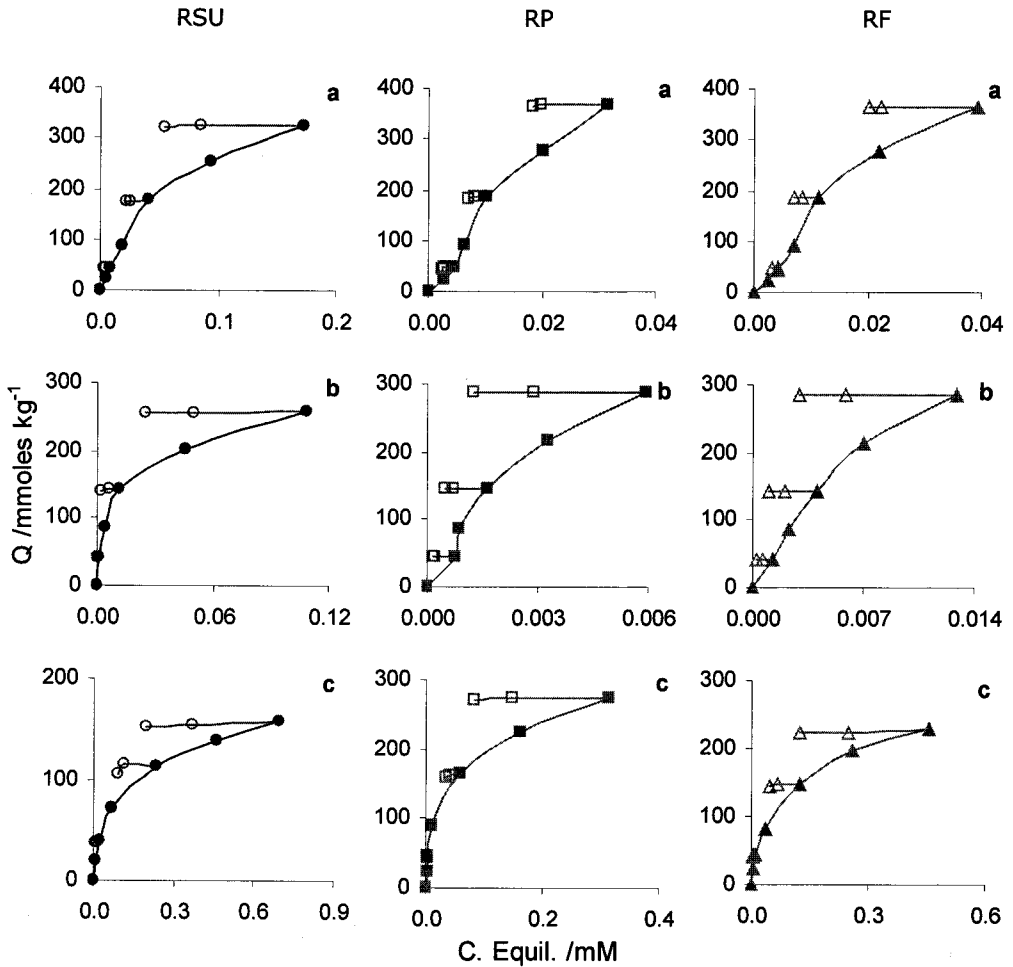 RSU RP RF
400 a 400 a 400 a
300 300 300
200 200 200
100 100 100
0 0 0
0.0 0.1 0.2 0.00 0.02 0.04 0.00 0.02 0.04
300 b 300 b 300 b
200 200 200
100 100 100
0 0 0
0.00 0.06 0.12 0.000 0.003 0.006 0.000 0.007 0.014
Q /mmoles kg-1
200 c 300 c 300 c
100 200 200
0 100 100
0 0
0.0 0.3 0.6 0.9 0.0 0.2 0.4 0.0 0.3 0.6
C. Equil. /mM